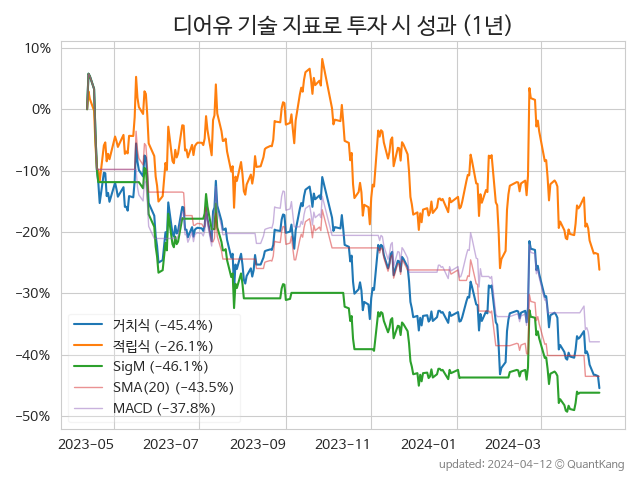 디어유 기술 지표로 투자 시 성과 (1년)
10%
0%
−10%
−20%
−30%
−40%
−50%
거치식 (−45.4%)
적립식 (−26.1%)
SigM (−46.1%)
SMA(20) (−43.5%)
MACD (−37.8%)
2023-05 2023-07 2023-09 2023-11 2024-01 2024-03
updated: 2024-04-12 © QuantKang